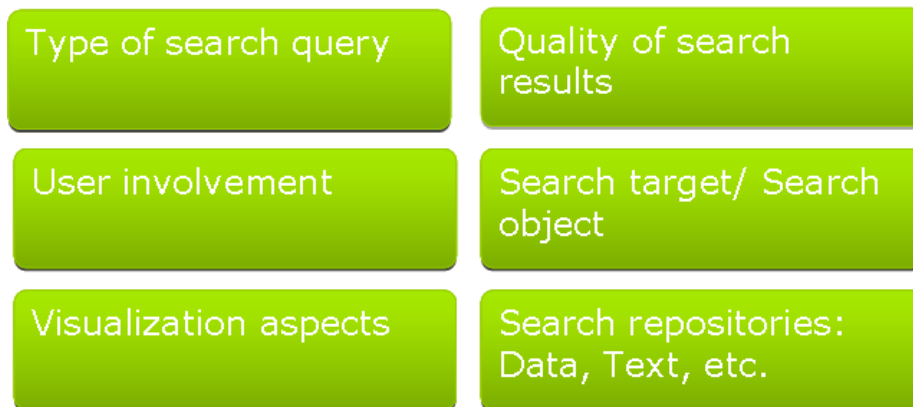 Type of search query
Quality of search
results
User involvement
Search target/ Search
object
Visualization aspects
Search repositories:
Data, Text, etc.